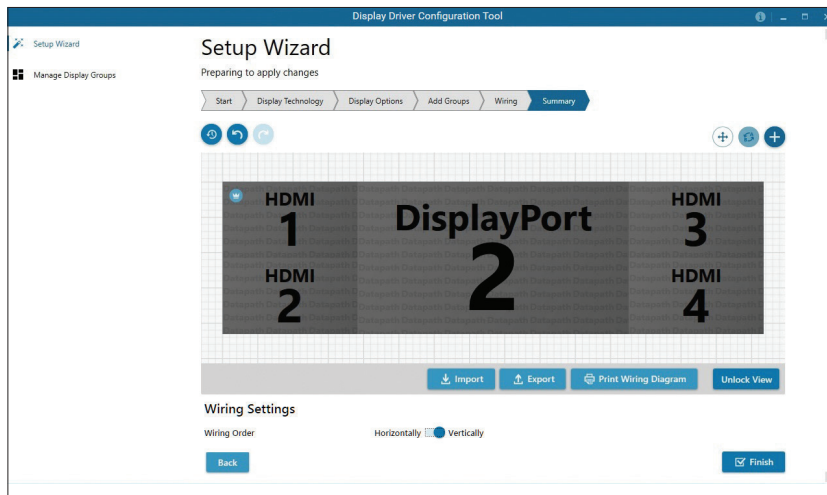 Display Driver Configuration Tool
Setup Wizard
Manage Display Groups
Setup Wizard
Preparing to apply changes
Start
Display Technology
Display Options
Add Groups
Wiring
Summary
HDMI
1
HDMI
2
DisplayPort
2
HDMI
3
HDMI
4
Import
Export
Print Wiring Diagram
Unlock View
Wiring Settings
Wiring Order
Horizontally
Vertically
Back
Finish